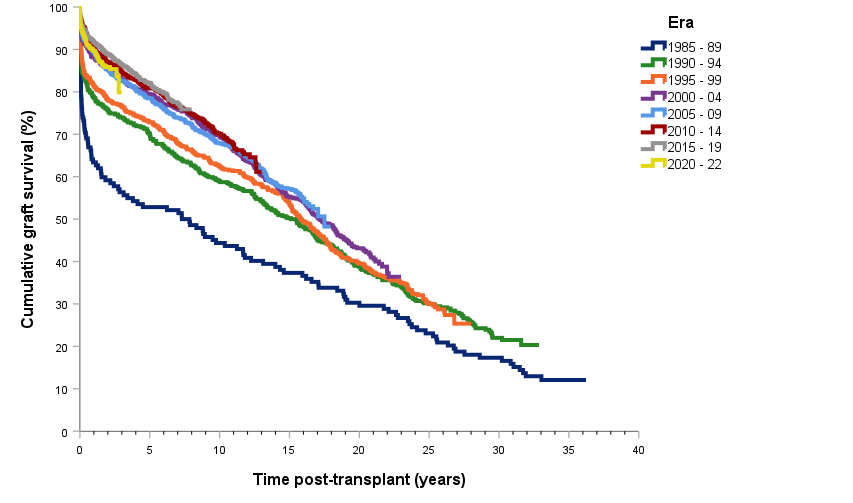 Era
1985 - 89
1990 - 94
1995 - 99
2000 - 04
2005 - 09
2010 - 14
2015 - 19
2020 - 22
Cumulative graft survival (%)
100
90
80
70
60
50
40
30
20
10
0
0 5 10 15 20 25 30 35 40
Time post-transplant (years)